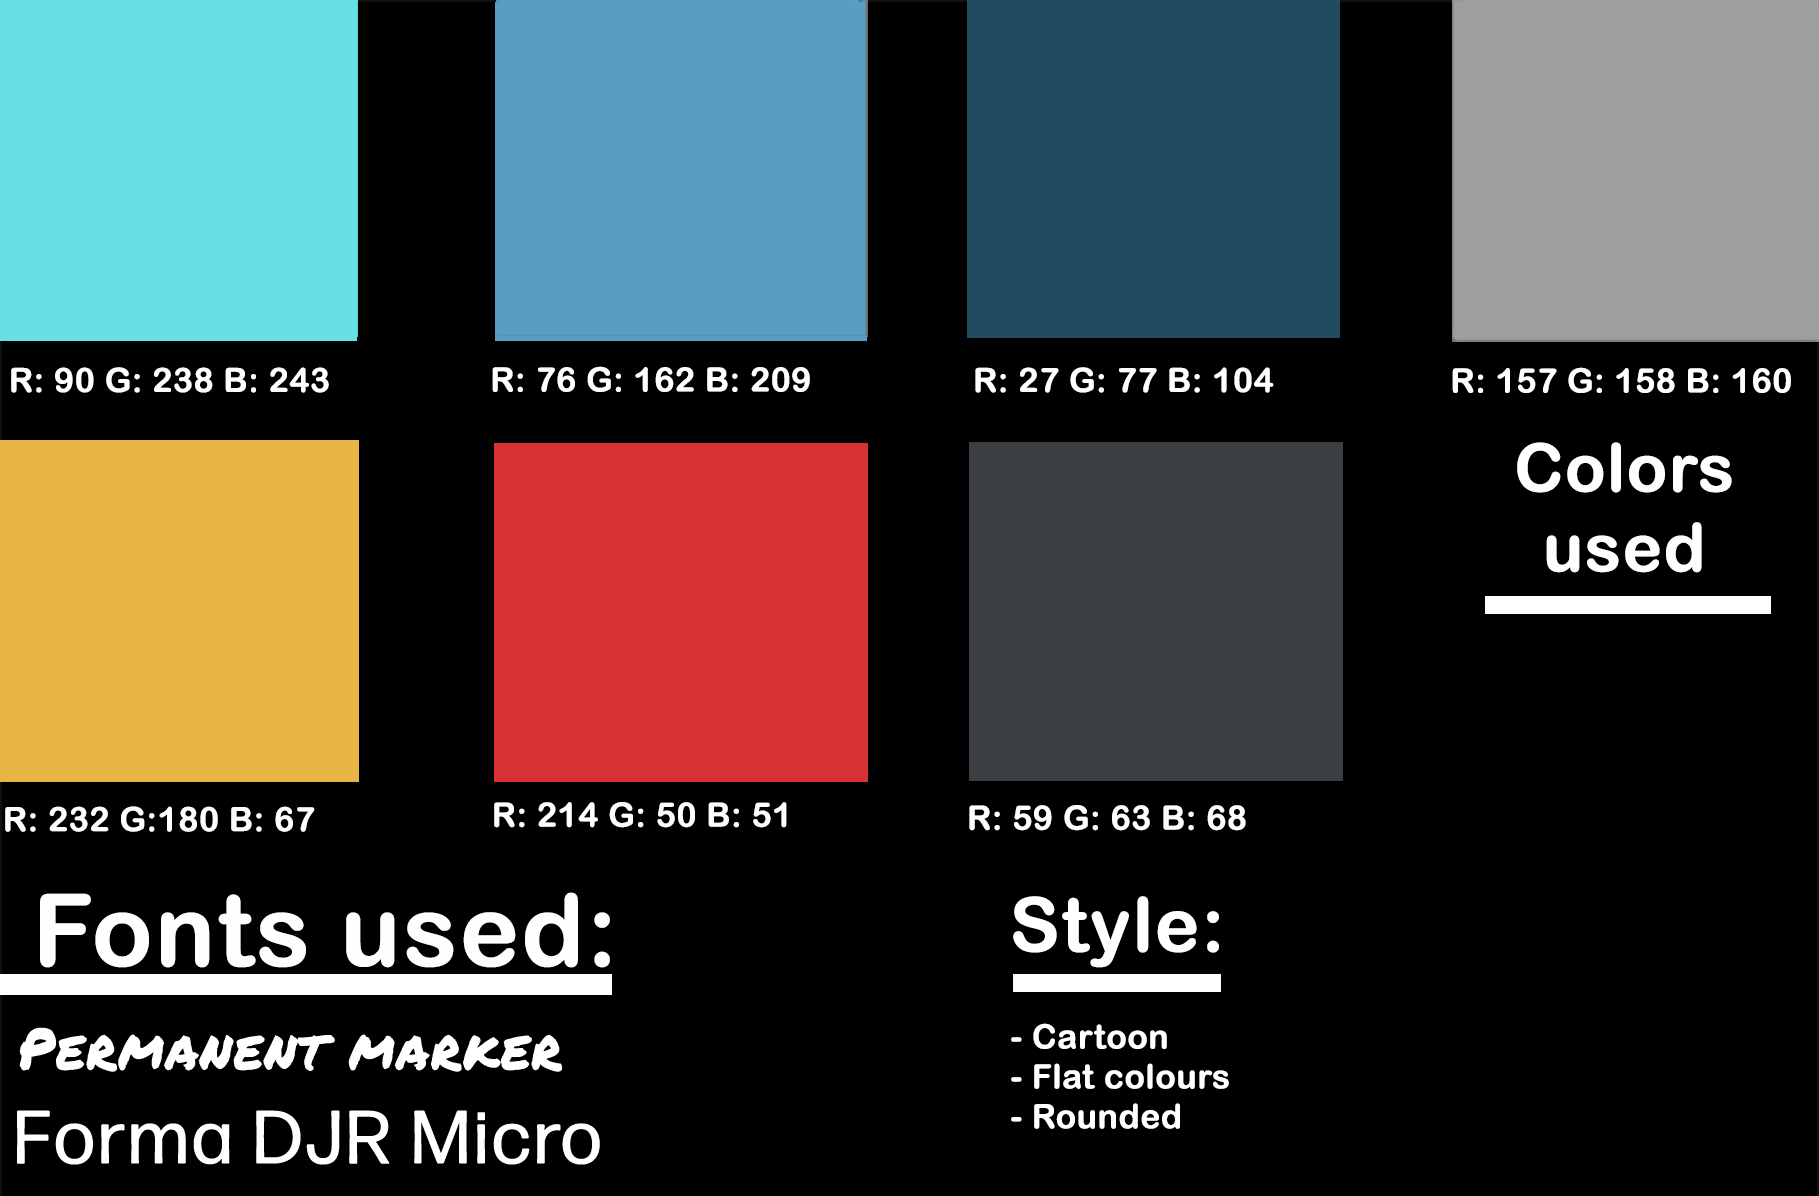 R: 90 G: 238 B: 243
R: 76 G: 162 B: 209
R: 27 G: 77 B: 104
R: 157 G: 158 B: 160
Colors
used
R: 232 G:180 B: 67
R: 214 G: 50 B: 51
R: 59 G: 63 B: 68
Fonts used:
PERMANENT MARKER
Forma DJR Micro
Style:
- Cartoon
- Flat colours
- Rounded